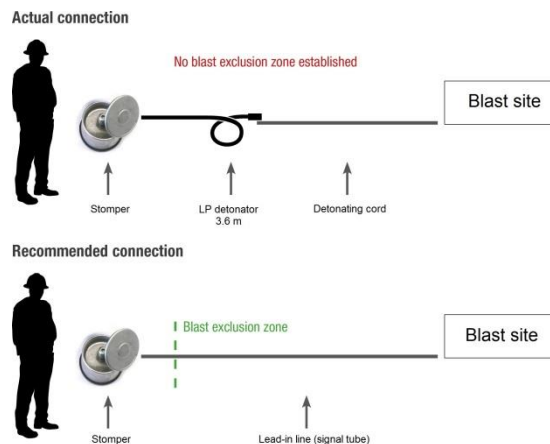 Actual connection
No blast exclusion zone established
Blast site
Stomper
LP detonator
3.6 m
Detonating cord
Recommended connection
Blast exclusion zone
Blast site
Stomper
Lead-in line (signal tube)